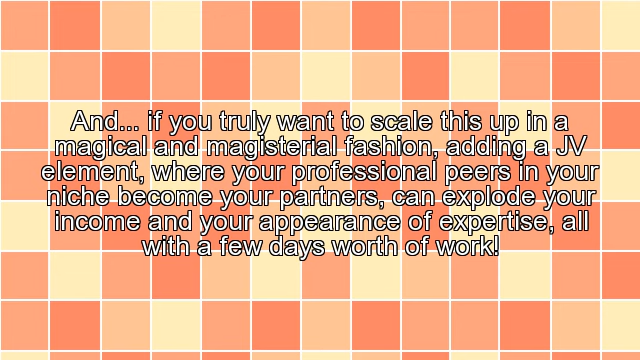 And... if you truly want to scale this up in a
magical and magisterial fashion, adding a JV
element, where your professional peers in your
niche become your partners, can explode your
income and your appearance of expertise, all
with a few days worth of work!